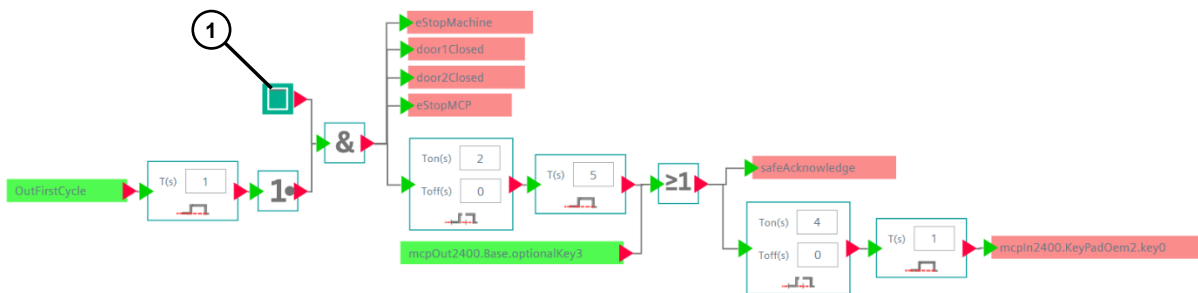 1
eStopMachine
door1Closed
door2Closed
eStopMCP
&
Ton(s) 2
Toff(s) 0
T(s) 5
≥1
safeAcknowledge
OutFirstCycle
T(s) 1
1
mcpOut2400.Base.optionalKey3
Ton(s) 4
Toff(s) 0
T(s) 1
mcpIn2400.KeyPadOem2.key0